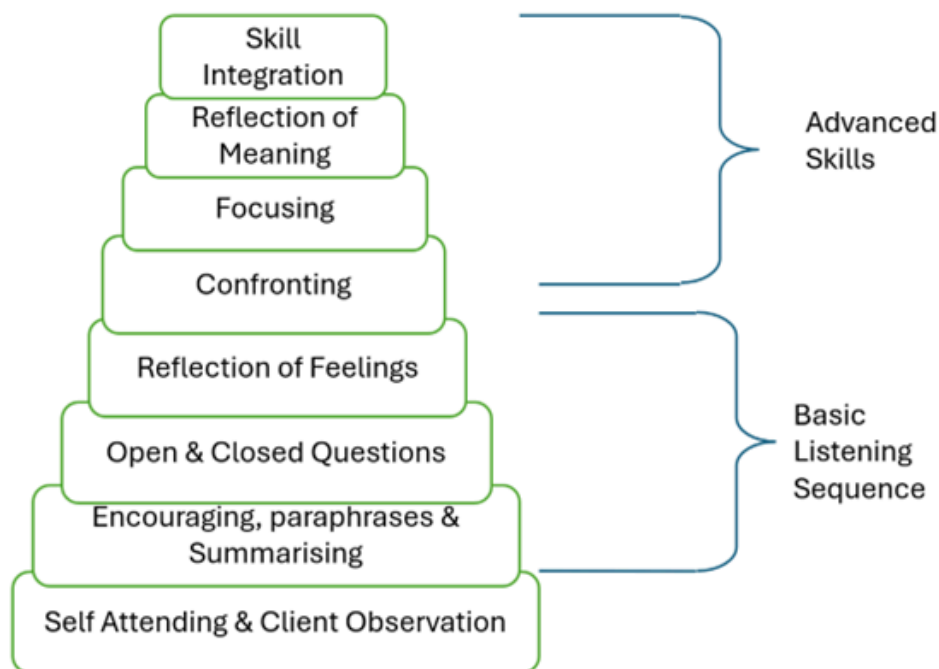 Skill
Integration
Reflection of
Meaning
Focusing
Confronting
Reflection of Feelings
Open & Closed Questions
Encouraging, paraphrases &
Summarising
Self Attending & Client Observation
Advanced
Skills
Basic
Listening
Sequence